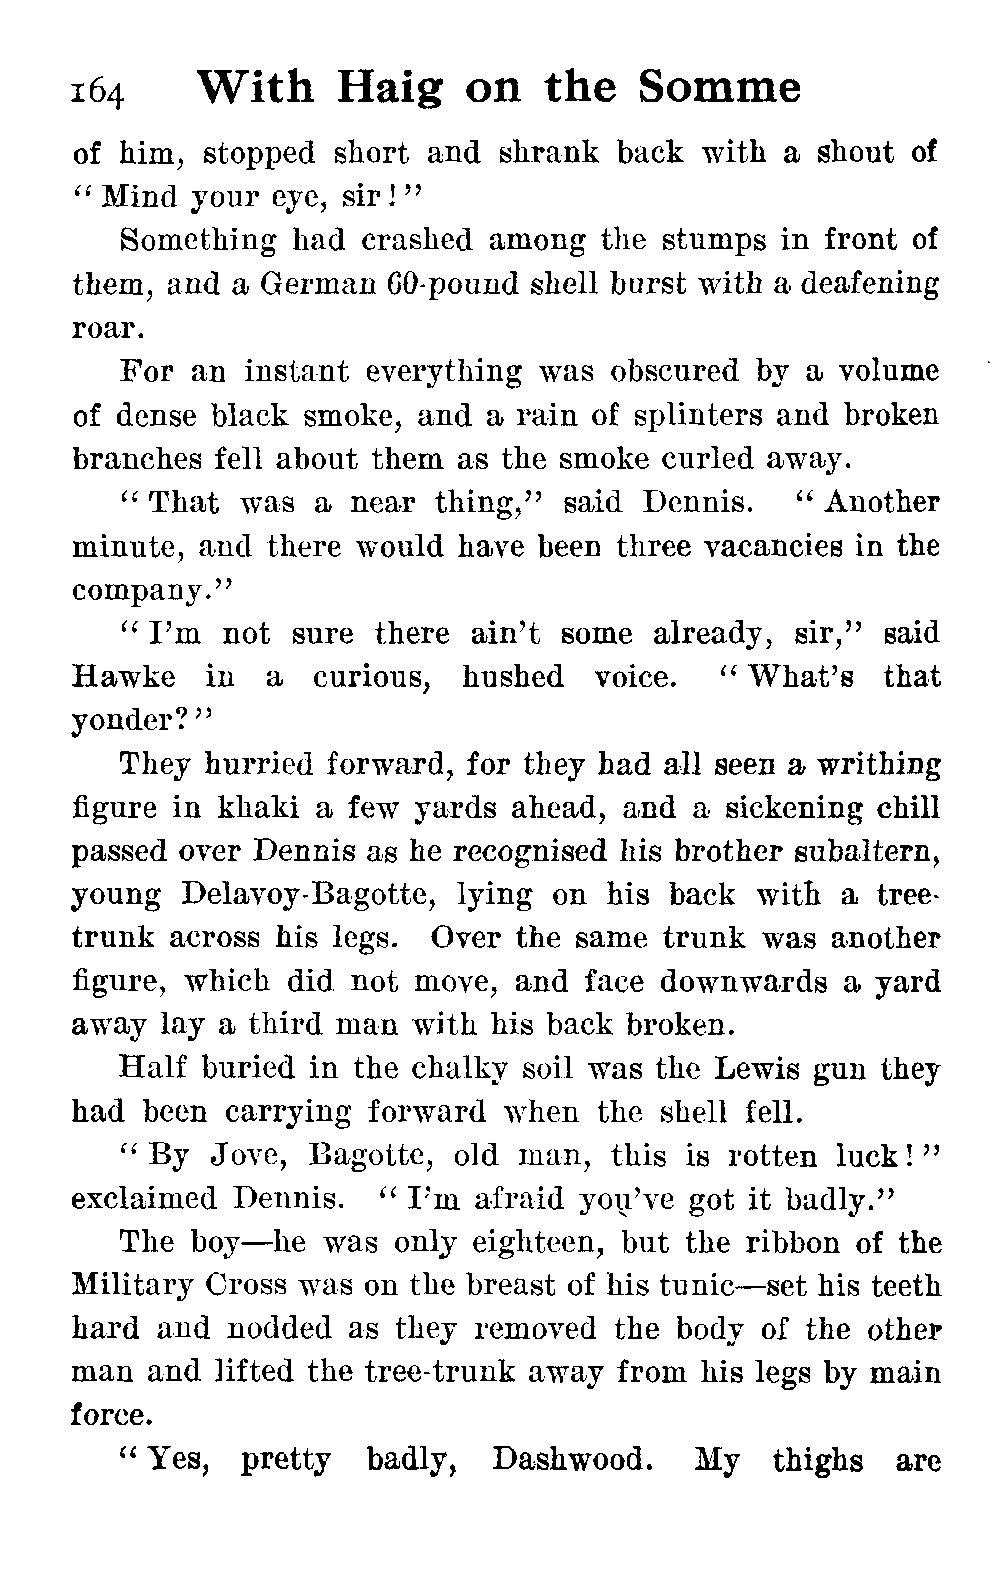 164 With Haig on the Somme
of him, stopped short and shrank back with a shout of
" Mind your eye, sir ! "
Something had crashed among the stumps in front of
them, and a German 60-pound shell burst with a deafening
roar.
For an instant everything was obscured by a volume
of dense black smoke, and a rain of splinters and broken
branches fell about them as the smoke curled away.
" That was a near thing," said Dennis. " Another
minute, and there would have been three vacancies in the
company."
" I'm not sure there ain't some already, sir," said
Hawke in a curious, hushed voice. " What's that
yonder? "
They hurried forward, for they had all seen a writhing
figure in khaki a few yards ahead, and a sickening chill
passed over Dennis as he recognised his brother subaltern,
young Delavoy-Bagotte, lying on his back with a tree-
trunk across his legs. Over the same trunk was another
figure, which did not move, and face downwards a yard
away lay a third man with his back broken.
Half buried in the chalky soil was the Lewis gun they
had been carrying forward when the shell fell.
" By Jove, Bagotte, old man, this is rotten luck! "
exclaimed Dennis. " I'm afraid you've got it badly."
The boy—he was only eighteen, but the ribbon of the
Military Cross was on the breast of his tunic—set his teeth
hard and nodded as they removed the body of the other
man and lifted the tree-trunk away from his legs by main
force.
" Yes, pretty badly, Dashwood. My thighs are